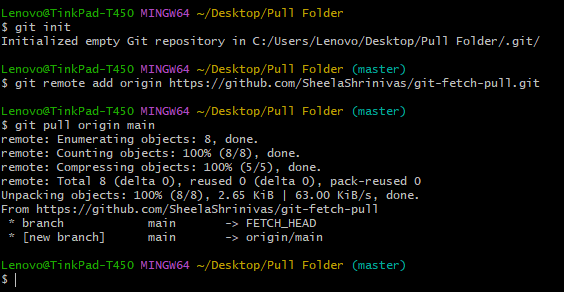 Lenovo@TinkPad-T450 MINGW64 ~/Desktop/Pull Folder
$ git init
Initialized empty Git repository in C:/Users/Lenovo/Desktop/Pull Folder/.git/
Lenovo@TinkPad-T450 MINGW64 ~/Desktop/Pull Folder (master)
$ git remote add origin https://github.com/SheelaShrinivas/git-fetch-pull.git
Lenovo@TinkPad-T450 MINGW64 ~/Desktop/Pull Folder (master)
$ git pull origin main
remote: Enumerating objects: 8, done.
remote: Counting objects: 100% (8/8), done.
remote: Compressing objects: 100% (5/5), done.
remote: Total 8 (delta 0), reused 0 (delta 0), pack-reused 0
Unpacking objects: 100% (8/8), 2.65 KiB | 63.00 KiB/s, done.
From https://github.com/SheelaShrinivas/git-fetch-pull
 * branch            main       -> FETCH_HEAD
 * [new branch]      main       -> origin/main
Lenovo@TinkPad-T450 MINGW64 ~/Desktop/Pull Folder (master)
$